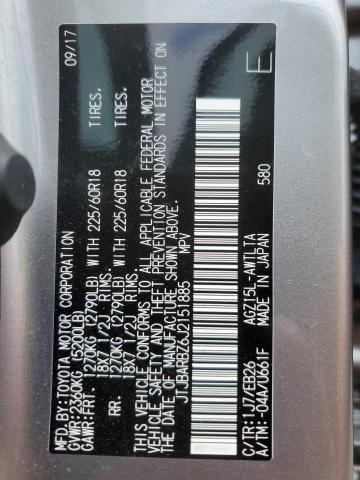 MFD.BY:TOYOTA MOTOR CORPORATION 09/17
GVWR:2360KG (5200LB)
GAWR:FRT. 1220KG (2790LB) WITH 225/60R18 TIRES.
18X7 1/2J RIMS.
RR. 1220KG (2790LB) WITH 225/60R18 TIRES.
18X7 1/2J RIMS.
THIS VEHICLE CONFORMS TO ALL APPLICABLE FEDERAL MOTOR
VEHICLE SAFETY AND THEFT PREVENTION STANDARDS IN EFFECT ON
THE DATE OF MANUFACTURE SHOWN ABOVE.
JTJBARBZ6J2151885 MPV
E
C/TR:1J7/EB26 AGZ15L-AWTLTA 580
A/TM:-04A/U661F MADE IN JAPAN